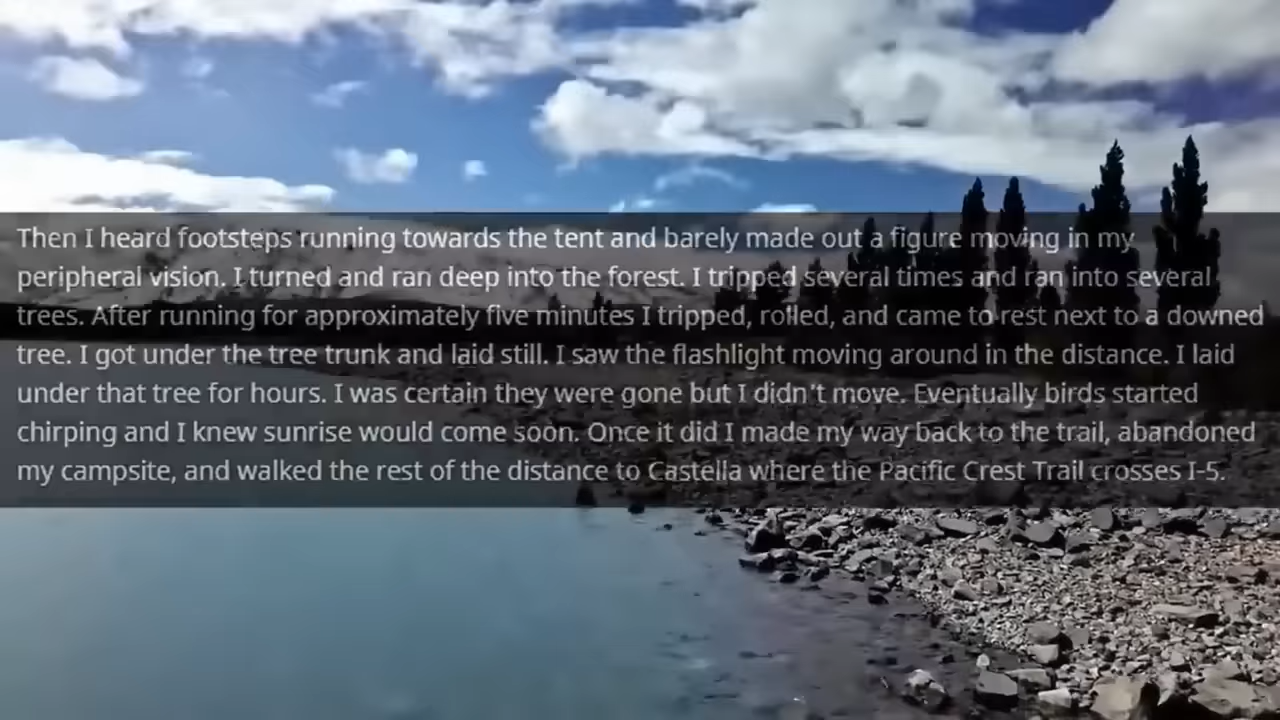 Then I heard footsteps running towards the tent and barely made out a figure moving in my
peripheral vision. I turned and ran deep into the forest. I tripped several times and ran into several
trees. After running for approximately five minutes I tripped, rolled, and came to rest next to a downed
tree. I got under the tree trunk and laid still. I saw the flashlight moving around in the distance. I laid
under that tree for hours. I was certain they were gone but I didn't move. Eventually birds started
chirping and I knew sunrise would come soon. Once it did I made my way back to the trail, abandoned
my campsite, and walked the rest of the distance to Castella where the Pacific Crest Trail crosses I-5.